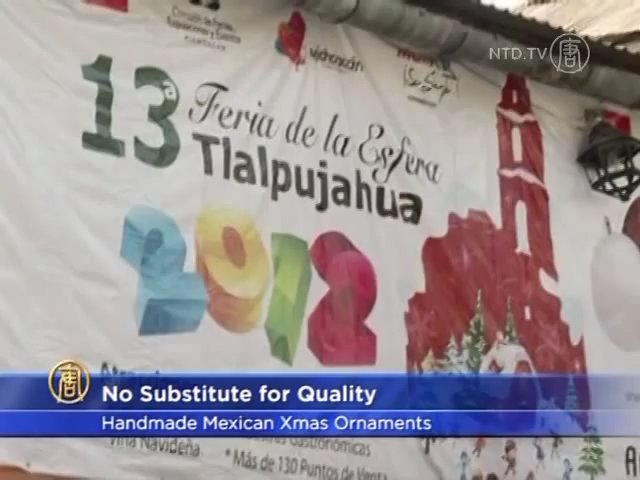 NTD.TV
Michoacán
13ª Feria de la Esfera
Tlalpujahua
2012
No Substitute for Quality
Handmade Mexican Xmas Ornaments
Villa Navideña
Gastronómicas
*Más de 130 Puntos de Venta